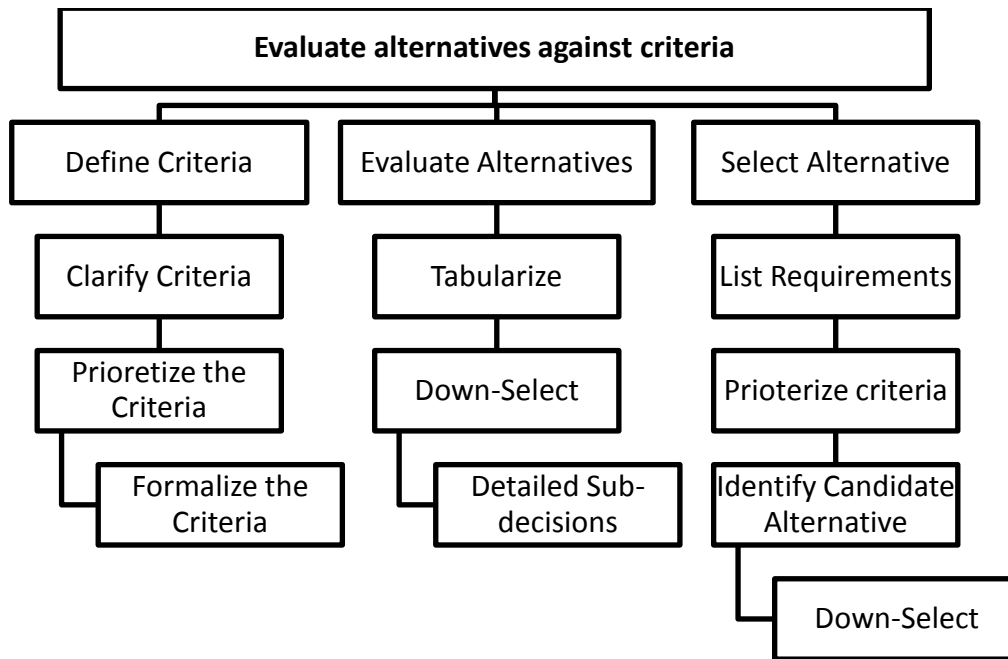 Evaluate alternatives against criteria
Define Criteria
Evaluate Alternatives
Select Alternative
Clarify Criteria
Tabularize
List Requirements
Prioretize the
Criteria
Down-Select
Prioterize criteria
Formalize the
Criteria
Detailed Sub-
decisions
Identify Candidate
Alternative
Down-Select